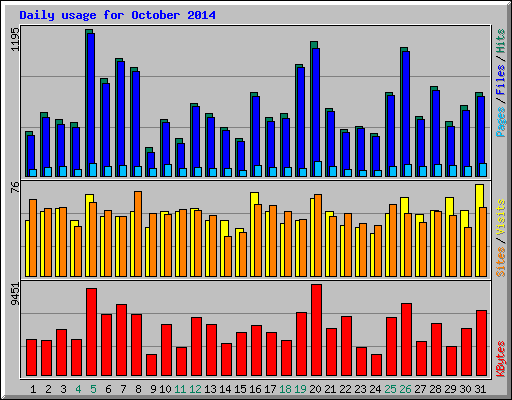 Daily usage for October 2014
1195
Pages / Files / Hits
76
Sites / Visits
9451
KBytes
1 2 3 4 5 6 7 8 9 10 11 12 13 14 15 16 17 18 19 20 21 22 23 24 25 26 27 28 29 30 31